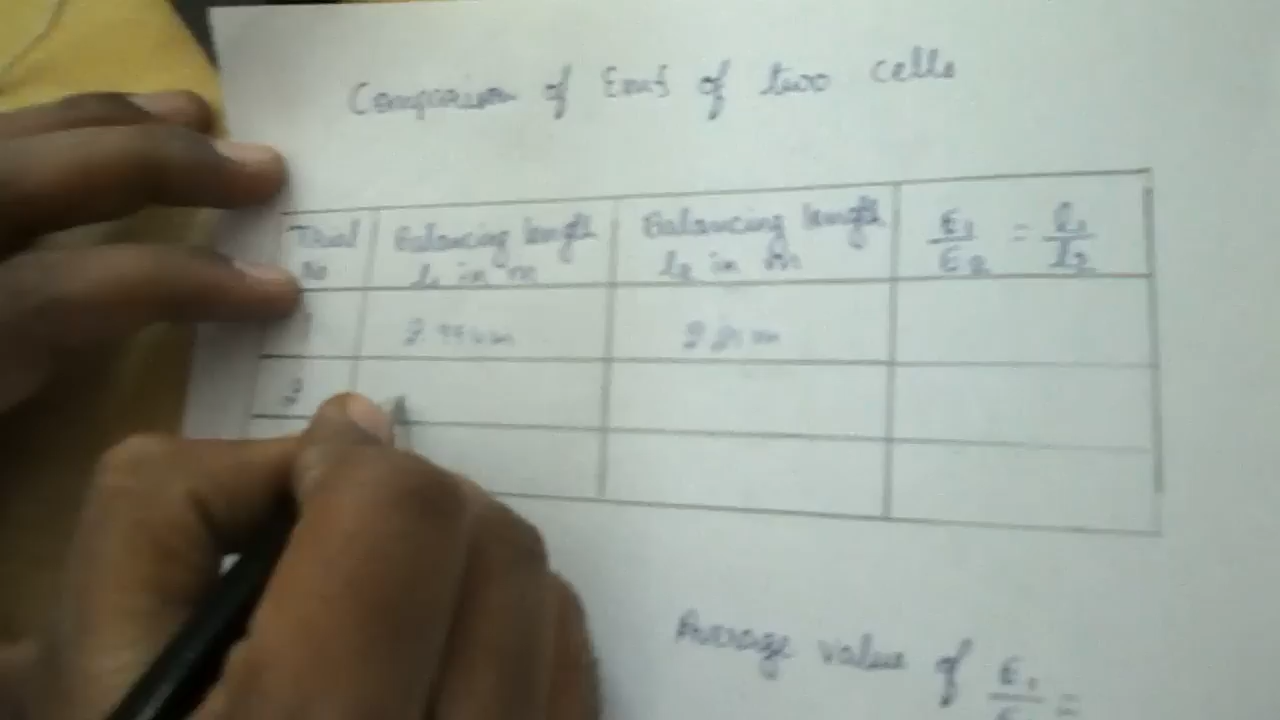 Comparison of Emf of two cells
Trial No
Balancing length l₁ in m
Balancing length l₂ in m
E₁/E₂ = l₁/l₂
2
Average value of E₁/E =